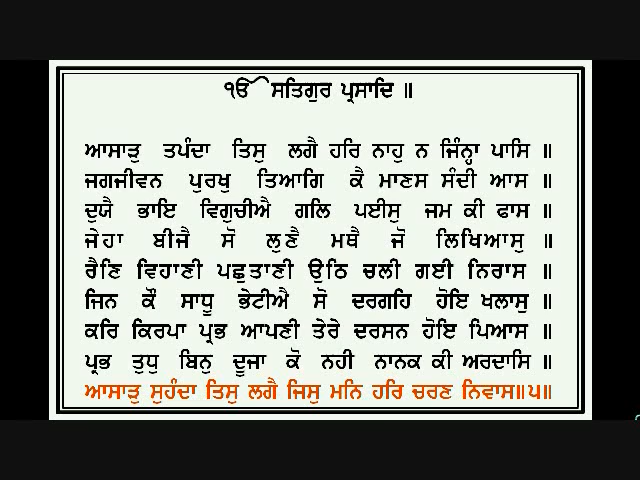 ੴ ਸਤਿਗੁਰ ਪ੍ਰਸਾਦਿ ॥
ਆਸਾੜੁ ਤਪੰਦਾ ਤਿਸੁ ਲਗੈ ਹਰਿ ਨਾਹੁ ਨ ਜਿੰਨ੍ਹਾ ਪਾਸਿ ॥
ਜਗਜੀਵਨ ਪੁਰਖੁ ਤਿਆਗਿ ਕੈ ਮਾਣਸ ਸੰਦੀ ਆਸ ॥
ਦੁਯੈ ਭਾਇ ਵਿਗੁਚੀਐ ਗਲਿ ਪਈਸੁ ਜਮ ਕੀ ਫਾਸ ॥
ਜੇਹਾ ਬੀਜੈ ਸੋ ਲੁਣੈ ਮਥੈ ਜੋ ਲਿਖਿਆਸੁ ॥
ਰੈਣਿ ਵਿਹਾਣੀ ਪਛੁਤਾਣੀ ਉਠਿ ਚਲੀ ਗਈ ਨਿਰਾਸ ॥
ਜਿਨ ਕੌ ਸਾਧੂ ਭੇਟੀਐ ਸੋ ਦਰਗਹਿ ਹੋਇ ਖਲਾਸੁ ॥
ਕਰਿ ਕਿਰਪਾ ਪ੍ਰਭ ਆਪਣੀ ਤੇਰੇ ਦਰਸਨ ਹੋਇ ਪਿਆਸ ॥
ਪ੍ਰਭ ਤੁਧੁ ਬਿਨੁ ਦੂਜਾ ਕੋ ਨਹੀ ਨਾਨਕ ਕੀ ਅਰਦਾਸਿ ॥
ਆਸਾੜੁ ਸੁਹੰਦਾ ਤਿਸੁ ਲਗੈ ਜਿਸੁ ਮਨਿ ਹਰਿ ਚਰਣ ਨਿਵਾਸ॥੫॥